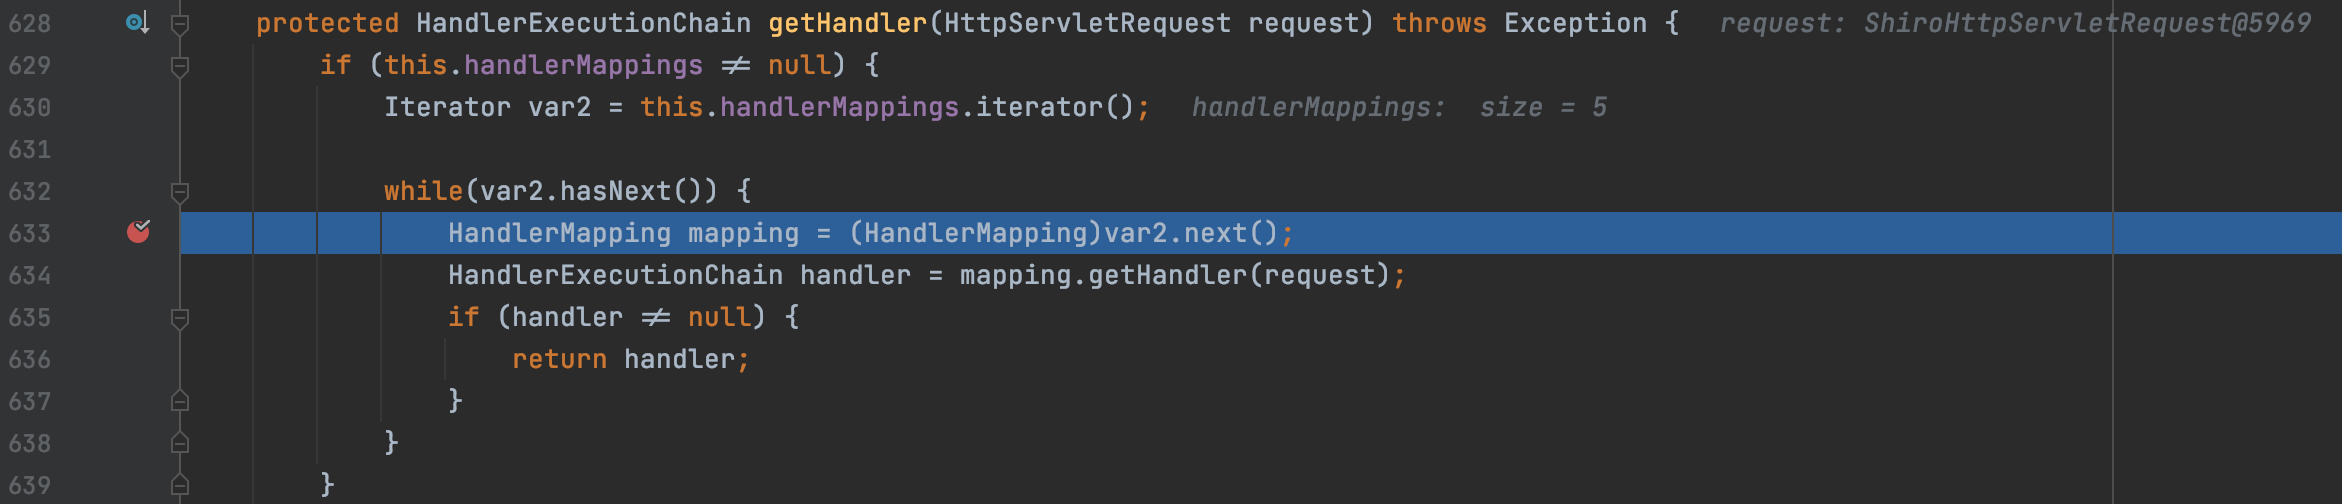 628 protected HandlerExecutionChain getHandler(HttpServletRequest request) throws Exception { request: ShiroHttpServletRequest@5969
629 if (this.handlerMappings ≠ null) {
630 Iterator var2 = this.handlerMappings.iterator(); handlerMappings: size = 5
631
632 while(var2.hasNext()) {
633 HandlerMapping mapping = (HandlerMapping)var2.next();
634 HandlerExecutionChain handler = mapping.getHandler(request);
635 if (handler ≠ null) {
636 return handler;
637 }
638 }
639 }